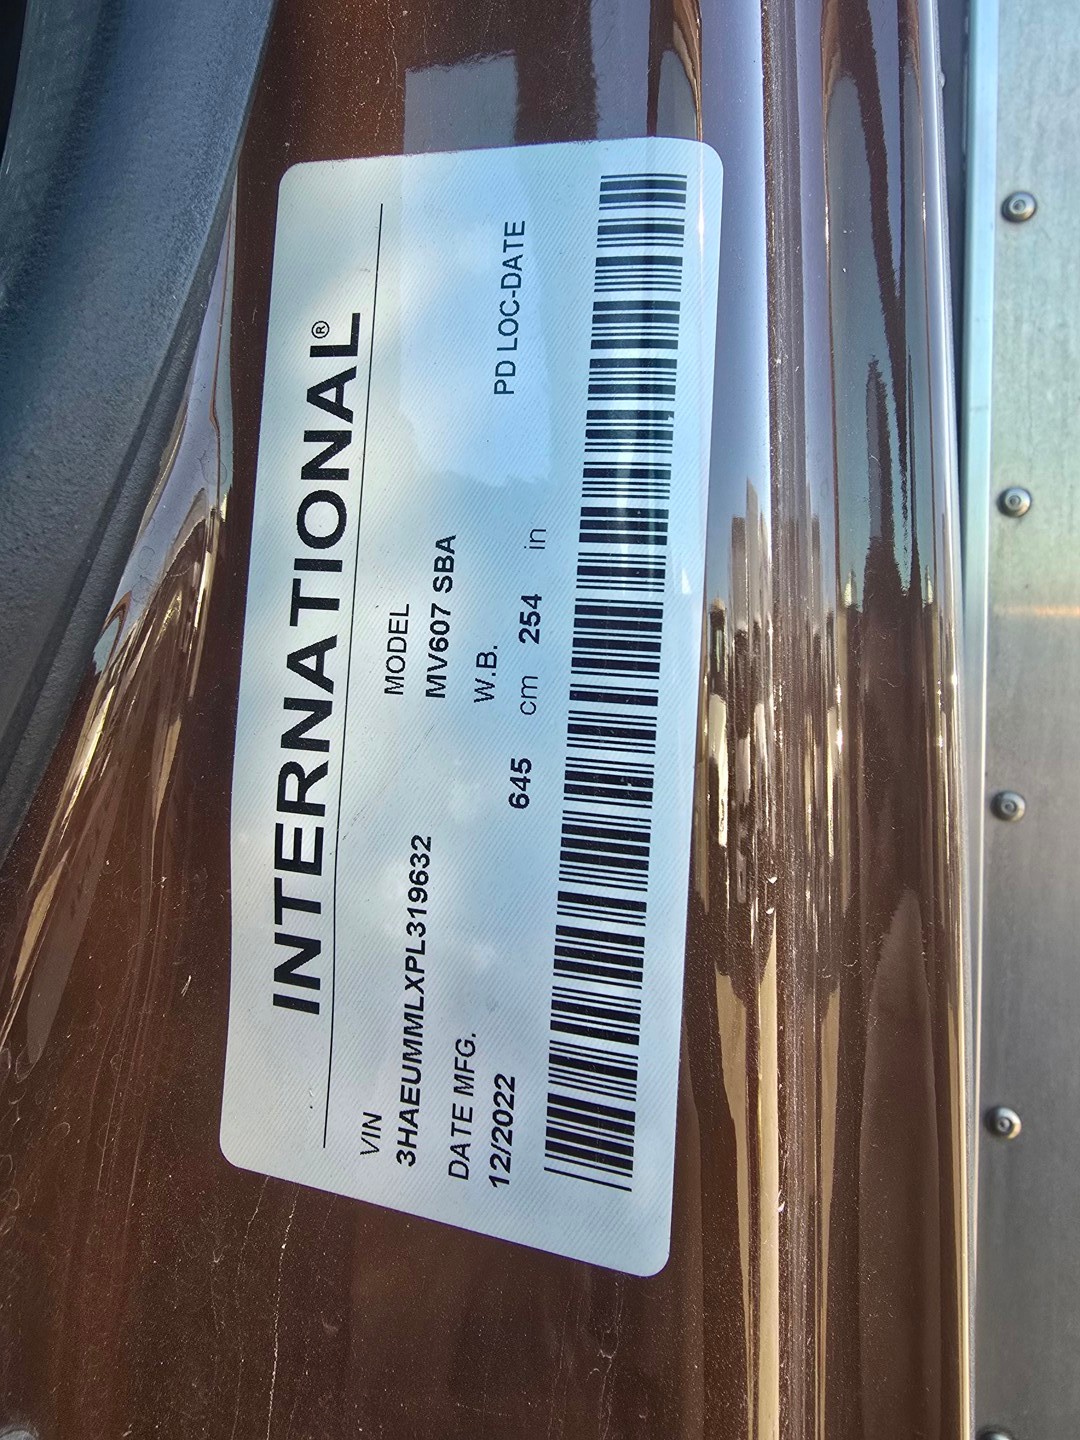 INTERNATIONAL®
VIN
3HAEUMMLXPL319632
MODEL
MV607 SBA
DATE MFG.
12/2022
W.B.
645 cm 254 in
PD LOC-DATE